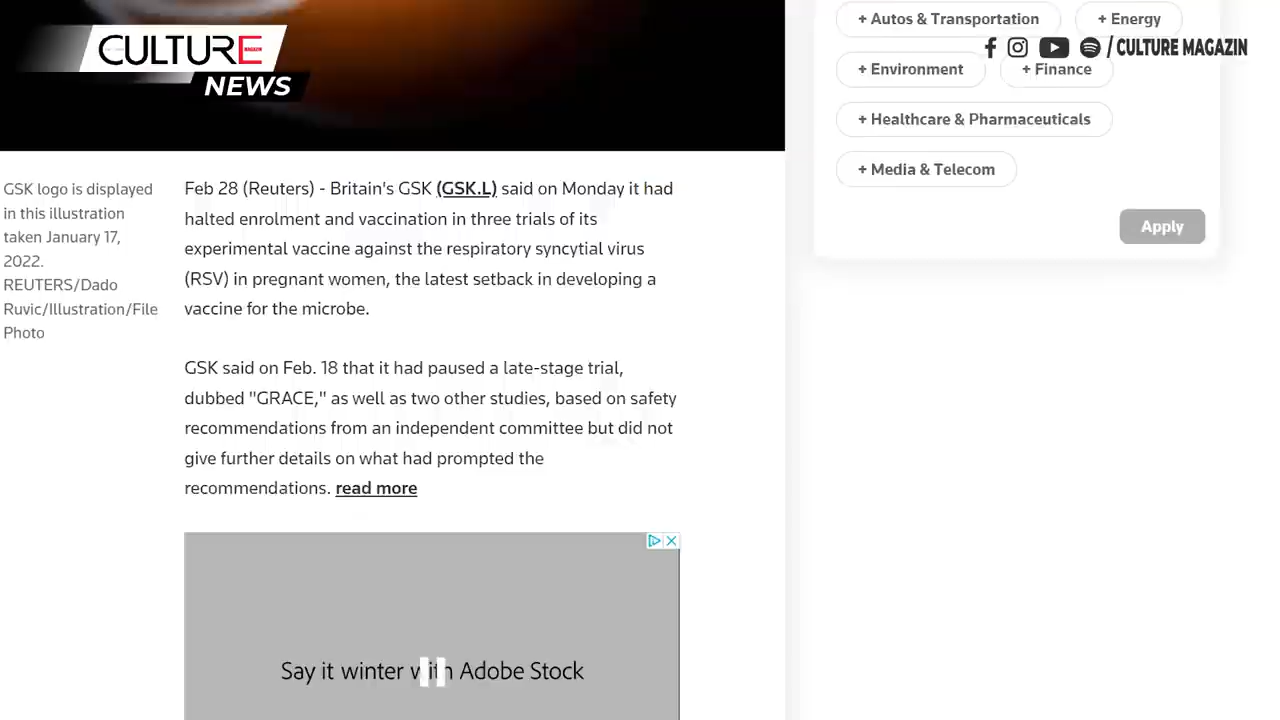 CULTURE
NEWS
+ Autos & Transportation
+ Energy
/ CULTURE MAGAZIN
+ Environment
+ Finance
+ Healthcare & Pharmaceuticals
+ Media & Telecom
Apply
GSK logo is displayed
in this illustration
taken January 17,
2022.
REUTERS/Dado
Ruvic/Illustration/File
Photo
Feb 28 (Reuters) - Britain's GSK (GSK.L) said on Monday it had
halted enrolment and vaccination in three trials of its
experimental vaccine against the respiratory syncytial virus
(RSV) in pregnant women, the latest setback in developing a
vaccine for the microbe.
GSK said on Feb. 18 that it had paused a late-stage trial,
dubbed "GRACE," as well as two other studies, based on safety
recommendations from an independent committee but did not
give further details on what had prompted the
recommendations. read more
Say it winter with Adobe Stock